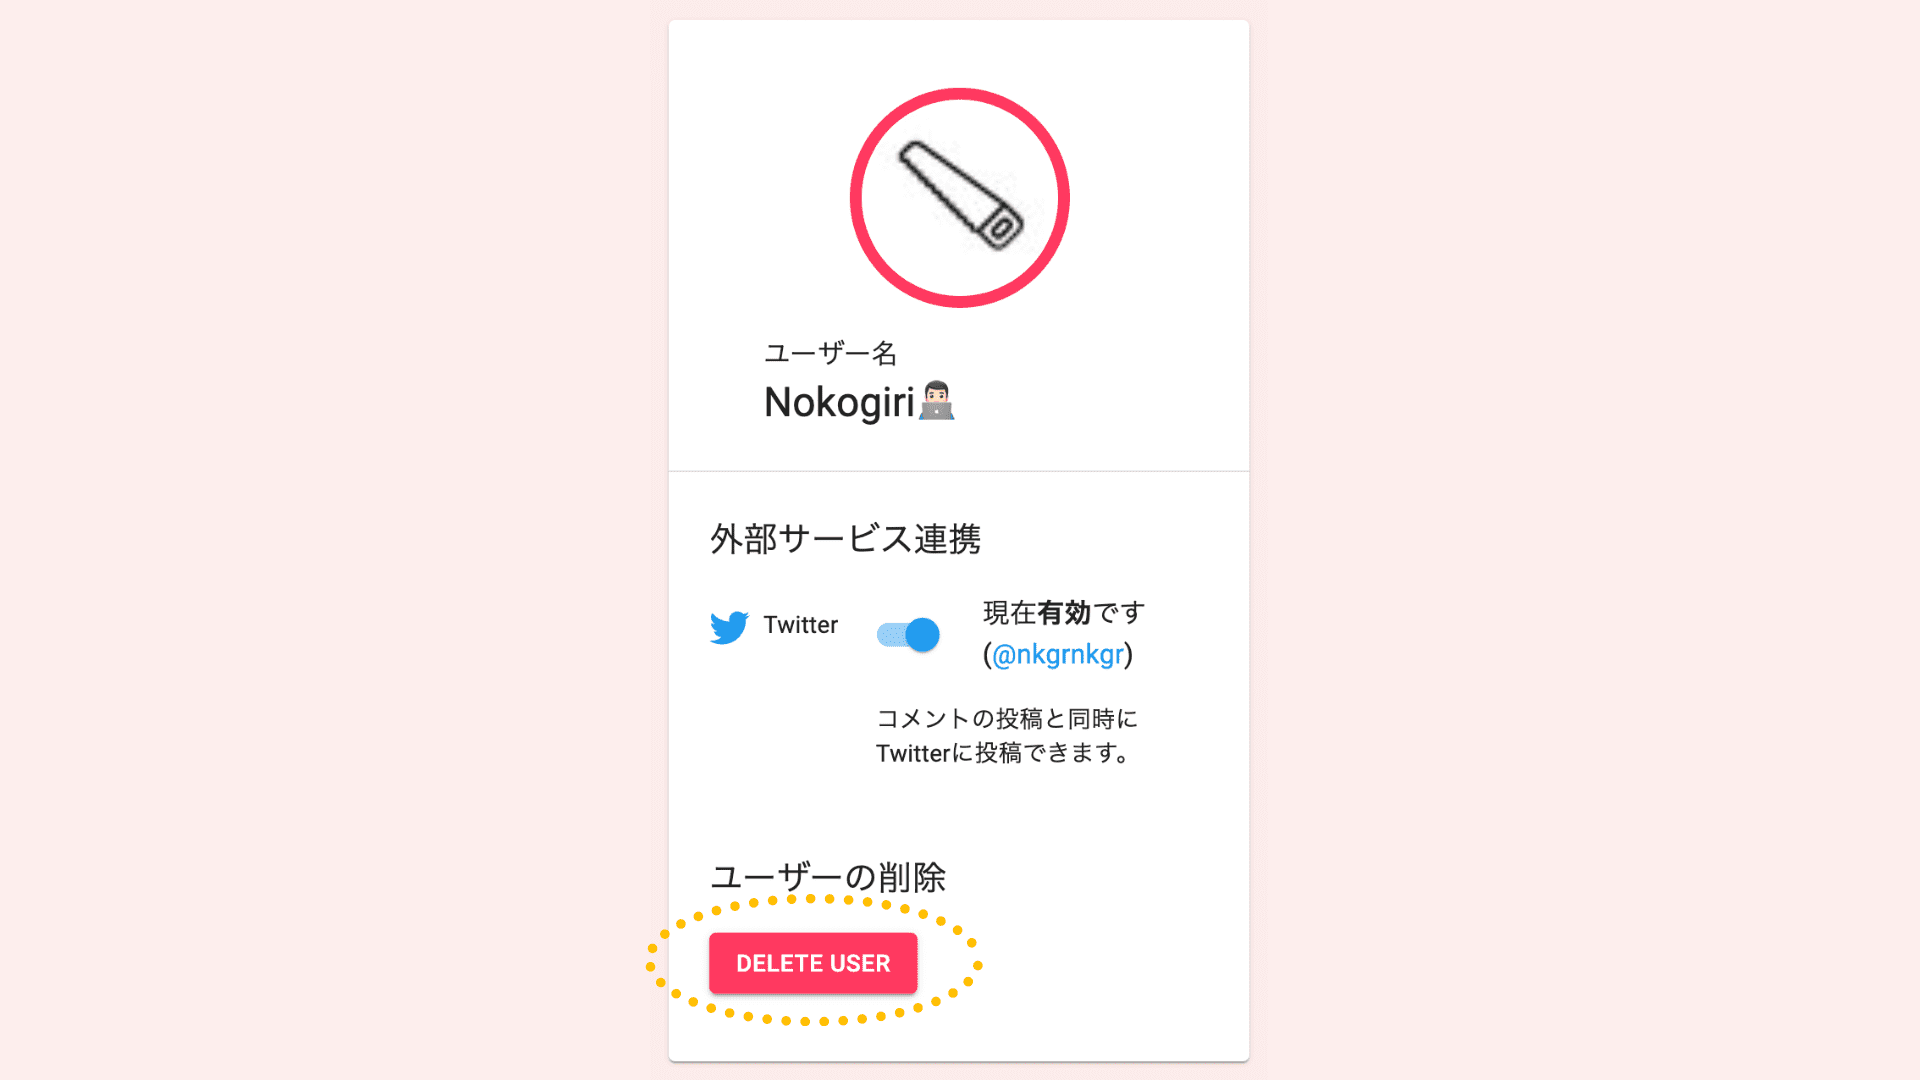 ユーザー名
Nokogiri👨🏻‍💻
外部サービス連携
Twitter
現在有効です
(@nkgrnkgr)
コメントの投稿と同時に
Twitterに投稿できます。
ユーザーの削除
DELETE USER